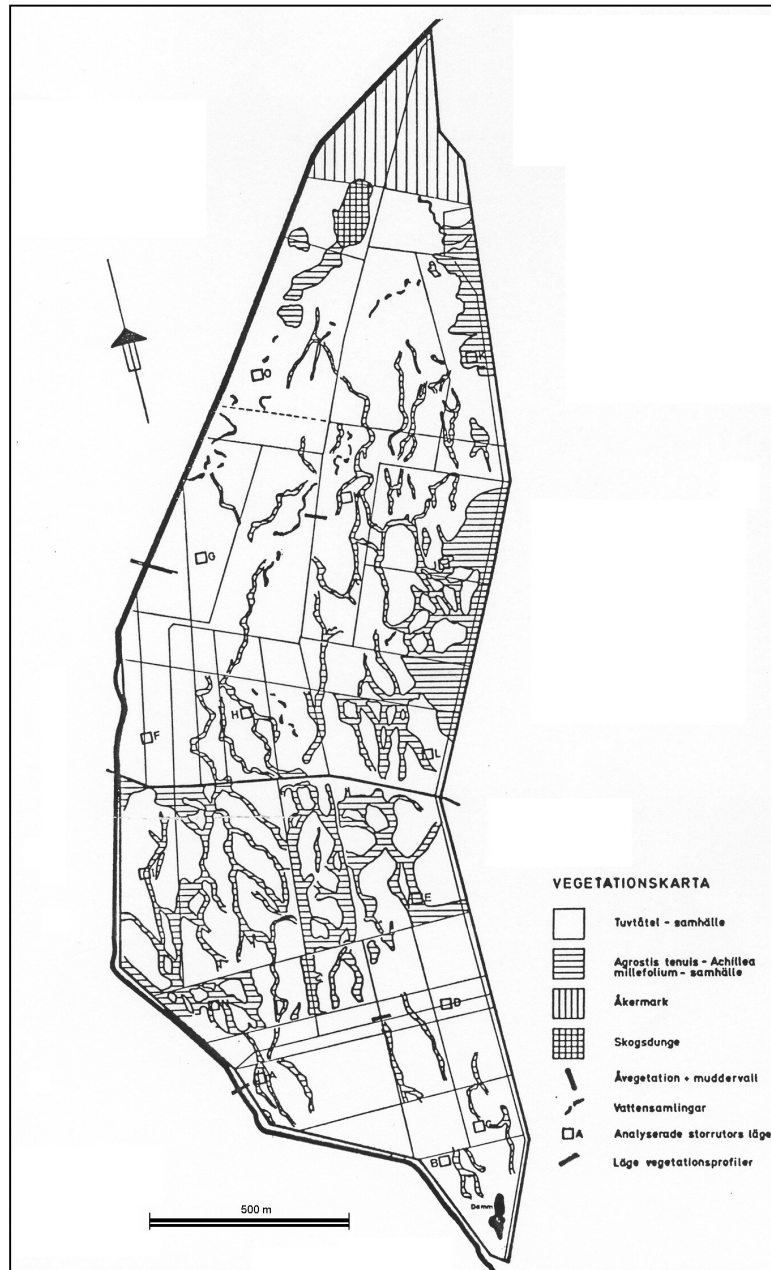 K
O
G
H
F
L
E
D
A
C
B
Damm
500 m
VEGETATIONSKARTA
Tuvtåtel - samhälle
Agrostis tenuis - Achillea
millefolium - samhälle
Åkermark
Skogsdunge
Åvegetation + muddervall
Vattensamlingar
A Analyserade storrutors läge
Läge vegetationsprofiler